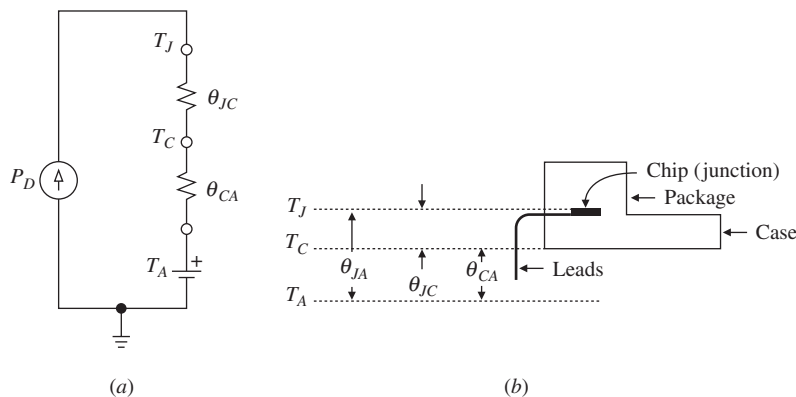 T_J
θ_JC
T_C
P_D
θ_CA
T_A
+
(a)
Chip (junction)
Package
T_J
T_C
Case
θ_JA
θ_JC
θ_CA
Leads
T_A
(b)